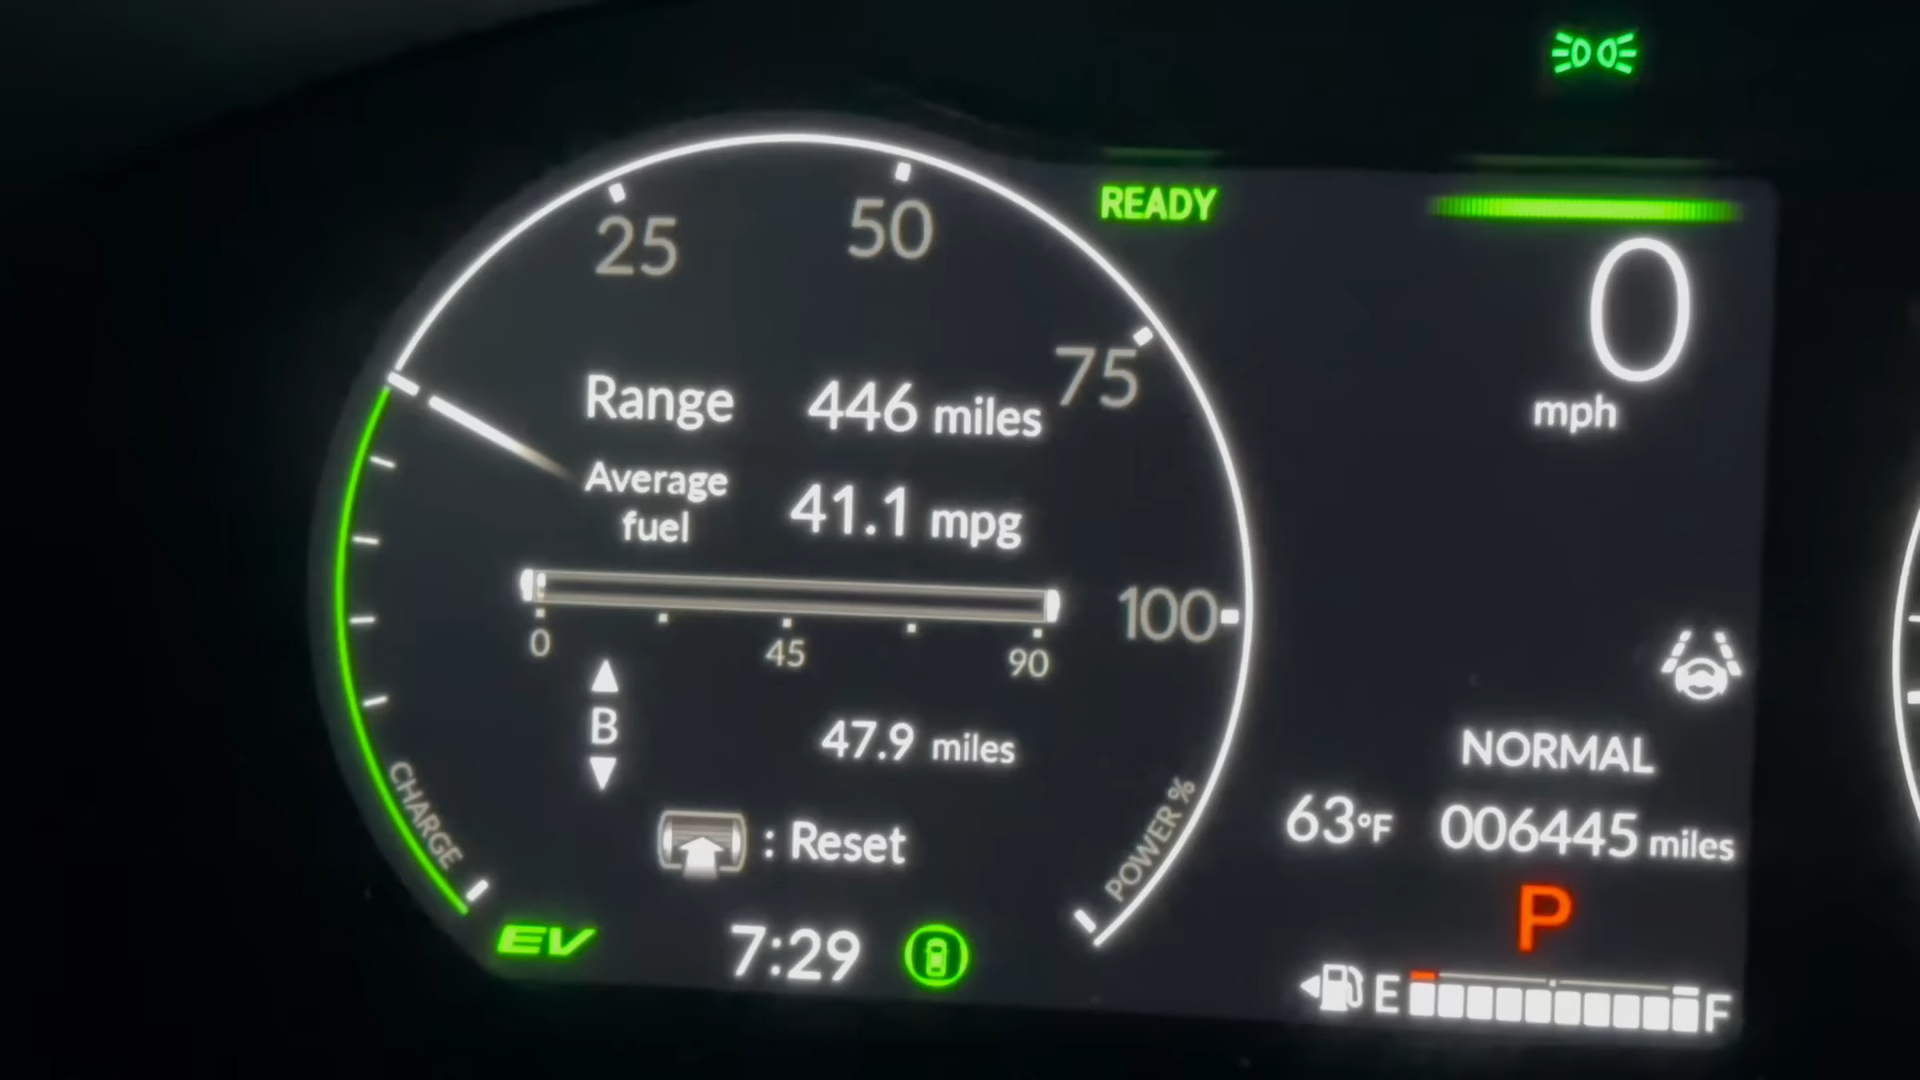 25
50
75
100
READY
0
mph
Range 446 miles
Average
fuel
41.1 mpg
0 45 90
B
47.9 miles
: Reset
CHARGE
POWER %
EV
7:29
NORMAL
63°F 006445 miles
P
E F